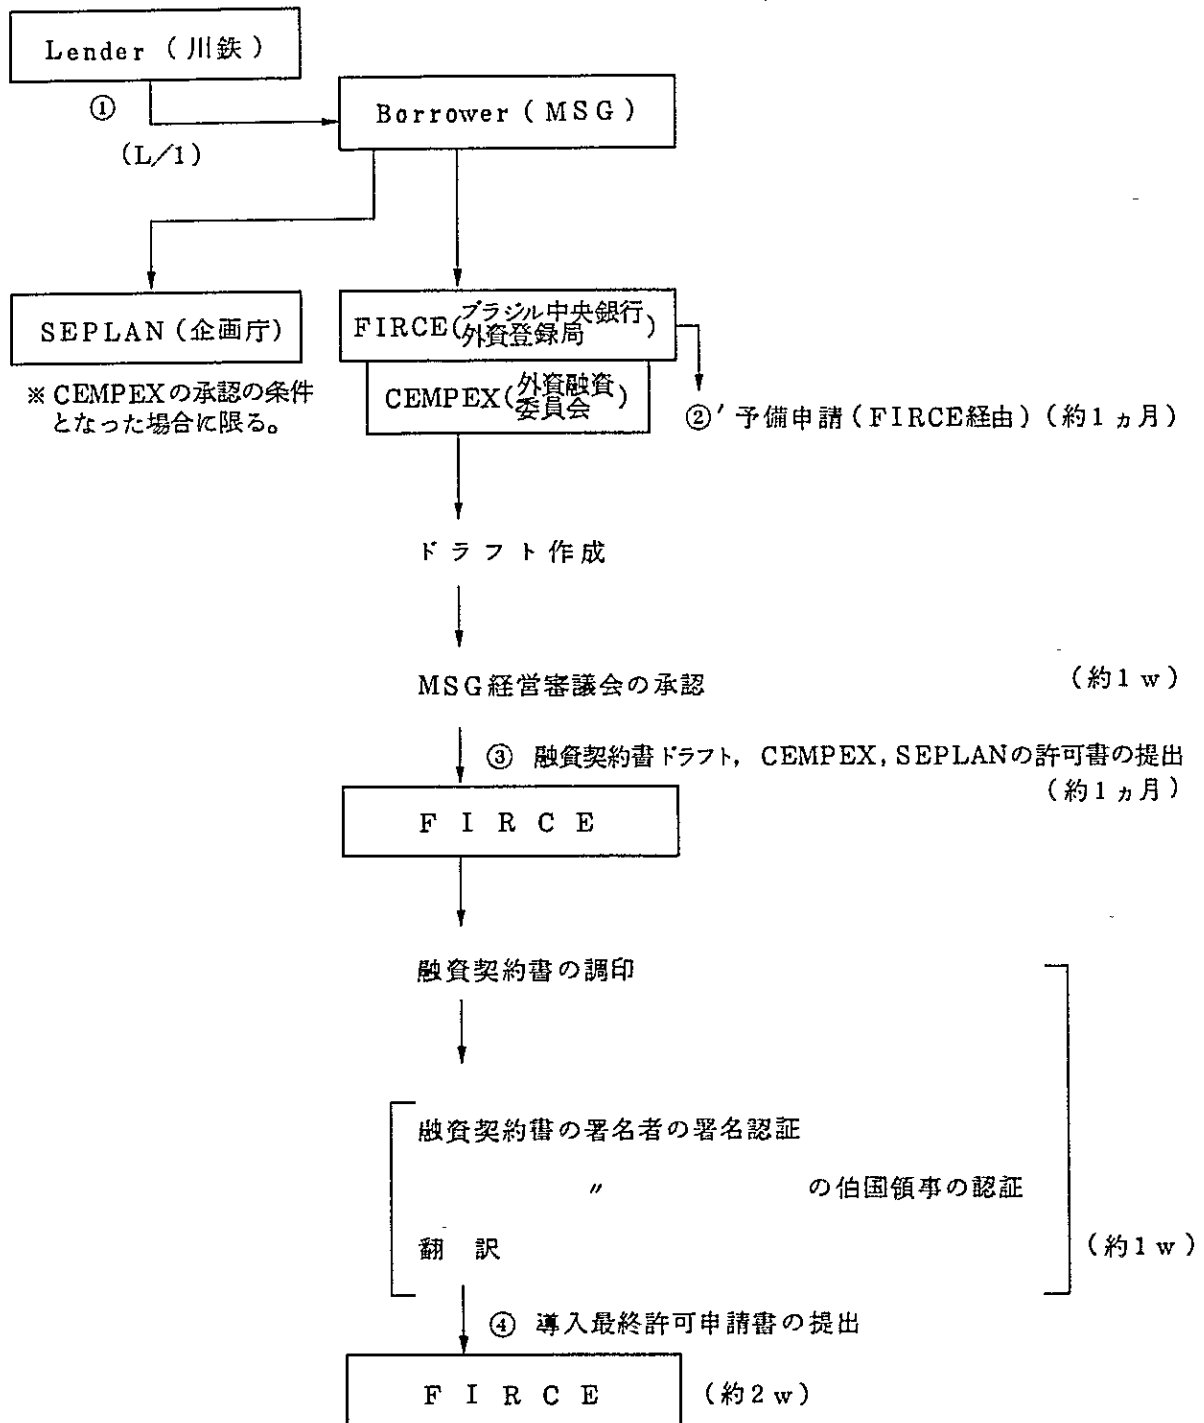 Lender（川鉄）
①
(L/1)
Borrower（MSG）
SEPLAN（企画庁）
※ CEMPEXの承認の条件
となった場合に限る。
FIRCE（ブラジル中央銀行
外資登録局）
CEMPEX（外資融資
委員会）
②′予備申請（FIRCE経由）（約1ヵ月）
ドラフト作成
MSG経営審議会の承認 （約1w）
③ 融資契約書ドラフト，CEMPEX，SEPLANの許可書の提出
（約1ヵ月）
FIRCE
融資契約書の調印
融資契約書の署名者の署名認証
〃 の伯国領事の認証
翻訳
（約1w）
④ 導入最終許可申請書の提出
FIRCE （約2w）